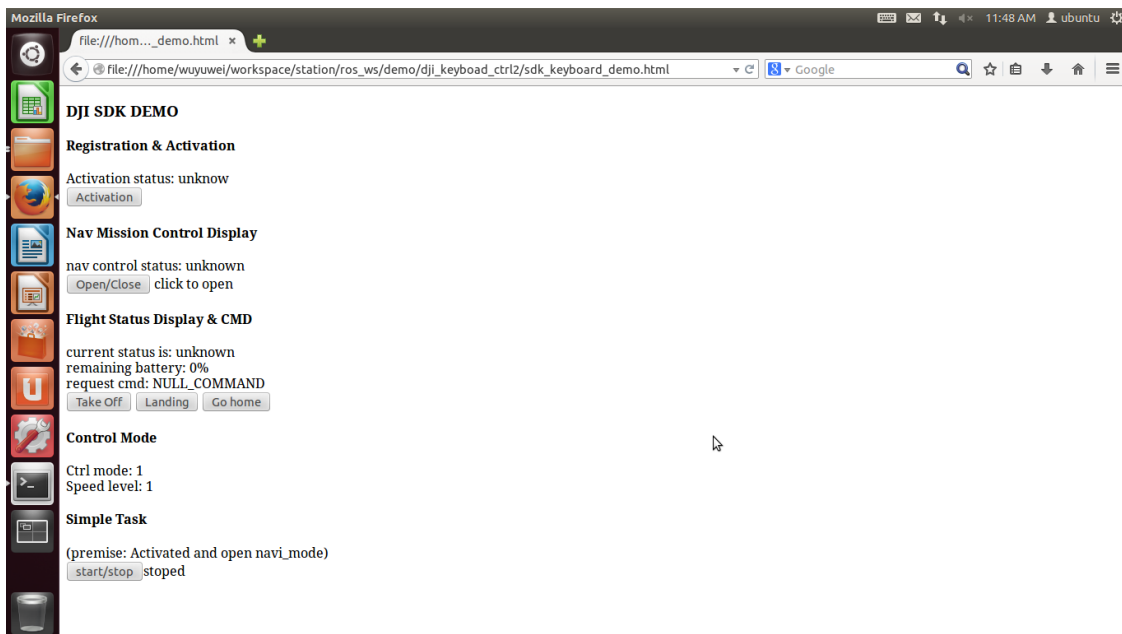 Mozilla Firefox 11:48 AM ubuntu
file:///hom..._demo.html
file:///home/wuyuwei/workspace/station/ros_ws/demo/dji_keyboad_ctrl2/sdk_keyboard_demo.html Google
DJI SDK DEMO
Registration & Activation
Activation status: unknow
Activation
Nav Mission Control Display
nav control status: unknown
Open/Close click to open
Flight Status Display & CMD
current status is: unknown
remaining battery: 0%
request cmd: NULL_COMMAND
Take Off Landing Go home
Control Mode
Ctrl mode: 1
Speed level: 1
Simple Task
(premise: Activated and open navi_mode)
start/stop stoped